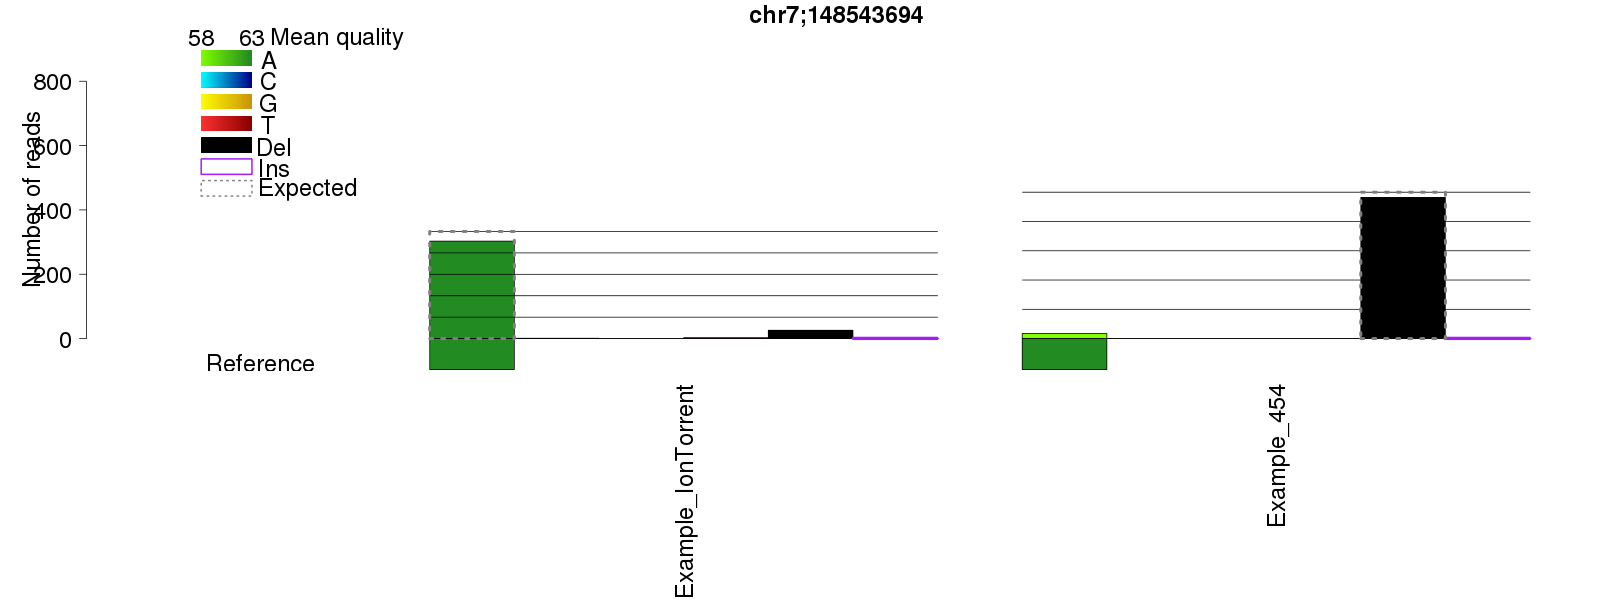 chr7;148543694
58 63 Mean quality
A
C
G
T
Del
Ins
Expected
Number of reads
800
600
400
200
0
Reference
Example_IonTorrent
Example_454